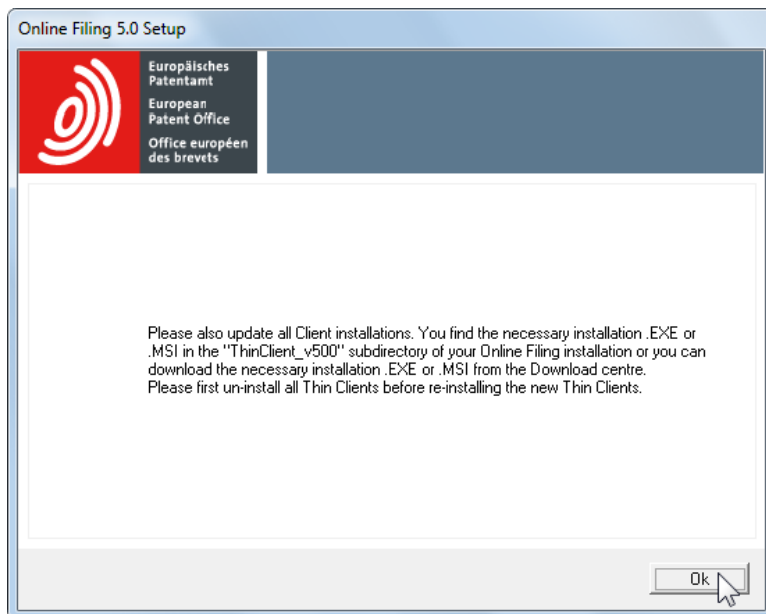 Online Filing 5.0 Setup
Europäisches
Patentamt
European
Patent Office
Office européen
des brevets
Please also update all Client installations. You find the necessary installation .EXE or
.MSI in the "ThinClient_v500" subdirectory of your Online Filing installation or you can
download the necessary installation .EXE or .MSI from the Download centre.
Please first un-install all Thin Clients before re-installing the new Thin Clients.
Ok